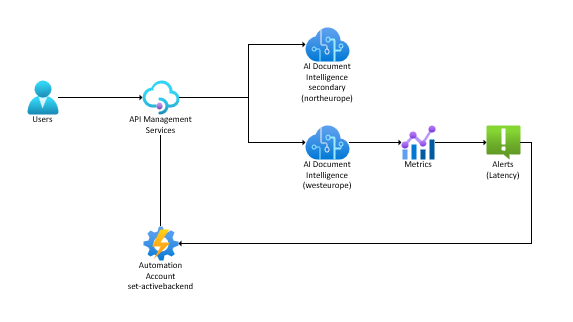 AI Document
Intelligence
secondary
(northeurope)
Users
API Management
Services
AI Document
Intelligence
(westeurope)
Metrics
Alerts
(Latency)
Automation
Account
set-activebackend